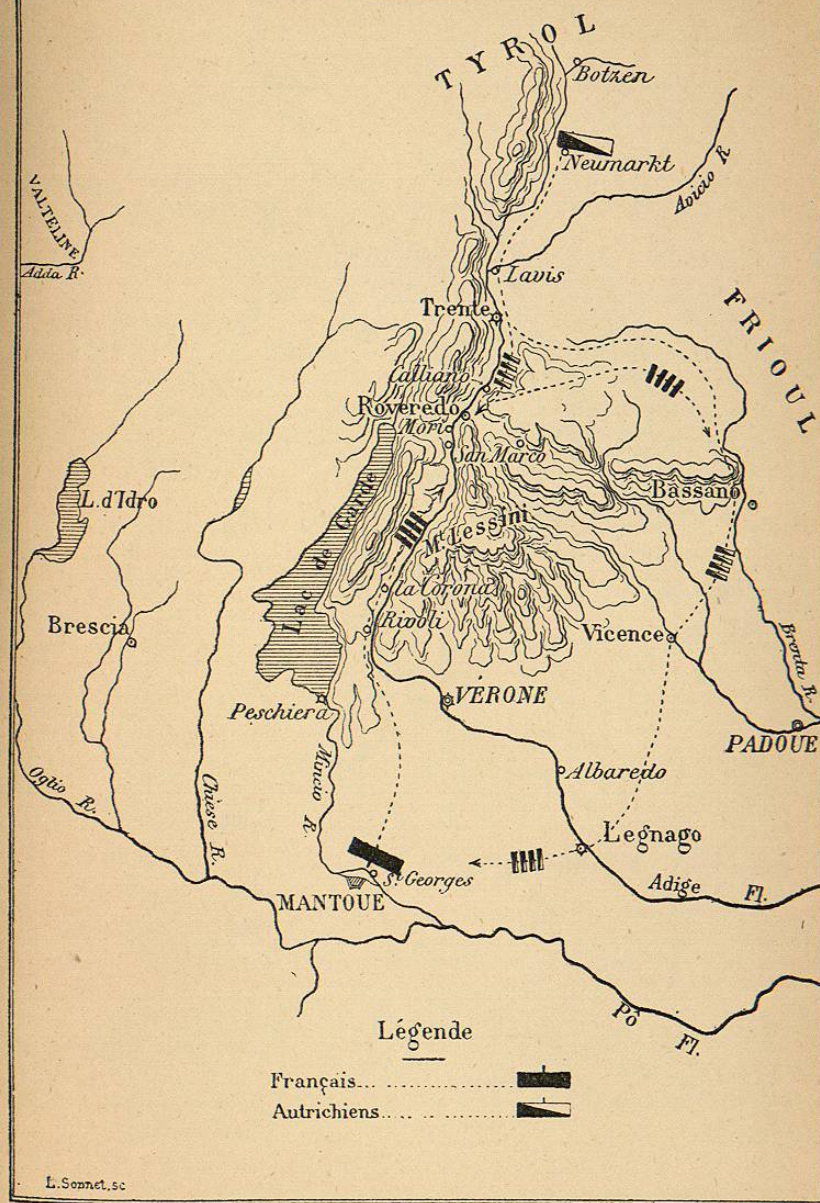 TYROL
Botzen
Neumarkt
Avicio R
VALTELINE
Adda R.
Lavis
Trente
FRIOUL
Calliano
Roveredo
Mori
San Marco
L. d'Idro
Lac de Garde
Bassano
Mt. Lessini
la Corona
Brescia
Rivoli
Vicence
Brenta R.
Peschiera
VERONE
PADOUE
Mincio R.
Albaredo
Oglio R.
Chiese R.
Legnago
St. Georges
Adige Fl.
MANTOUE
Pô Fl.
Légende
Français
Autrichiens
L. Sonnet, sc